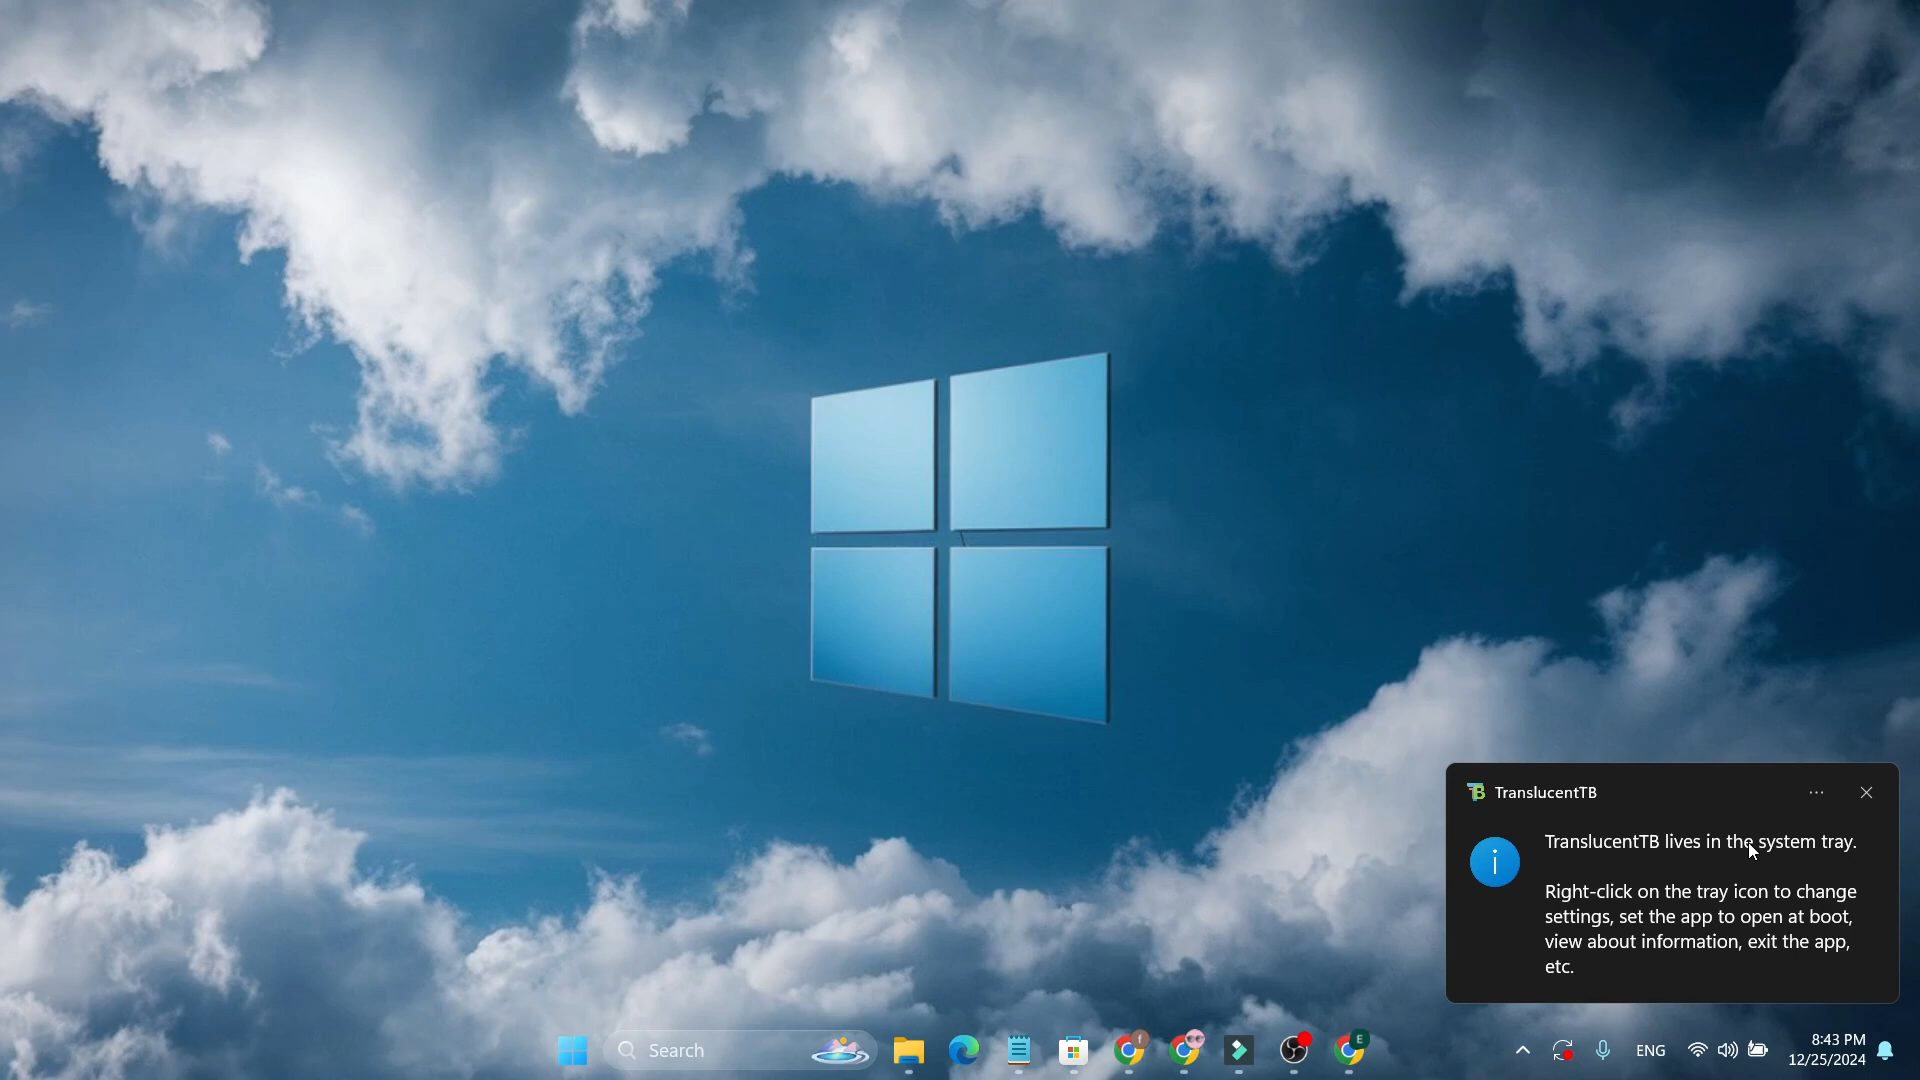 TranslucentTB
TranslucentTB lives in the system tray.
Right-click on the tray icon to change
settings, set the app to open at boot,
view about information, exit the app,
etc.
Search
f
E
ENG
8:43 PM
12/25/2024